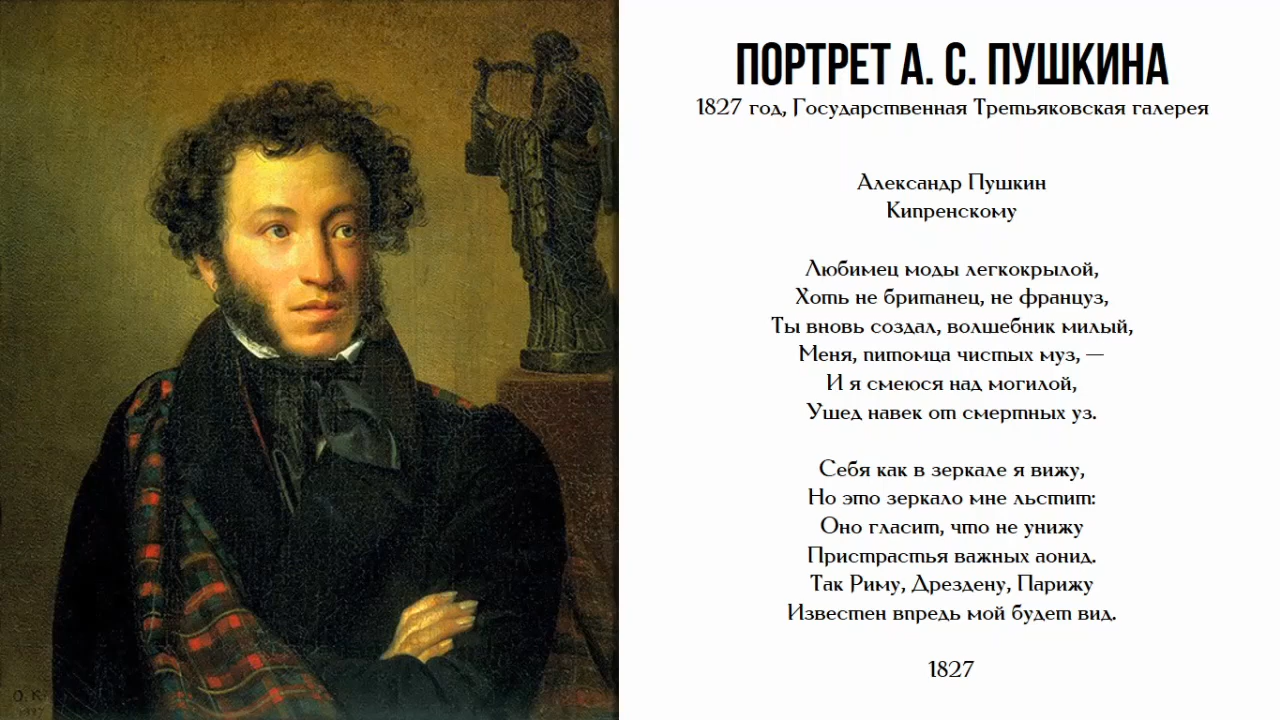 ПОРТРЕТ А. С. ПУШКИНА
1827 год, Государственная Третьяковская галерея
Александр Пушкин
Кипренскому
Любимец моды легкокрылой,
Хоть не британец, не француз,
Ты вновь создал, волшебник милый,
Меня, питомца чистых муз, —
И я смеюся над могилой,
Ушед навек от смертных уз.
Себя как в зеркале я вижу,
Но это зеркало мне льстит:
Оно гласит, что не унижу
Пристрастья важных аонид.
Так Риму, Дрездену, Парижу
Известен впредь мой будет вид.
1827